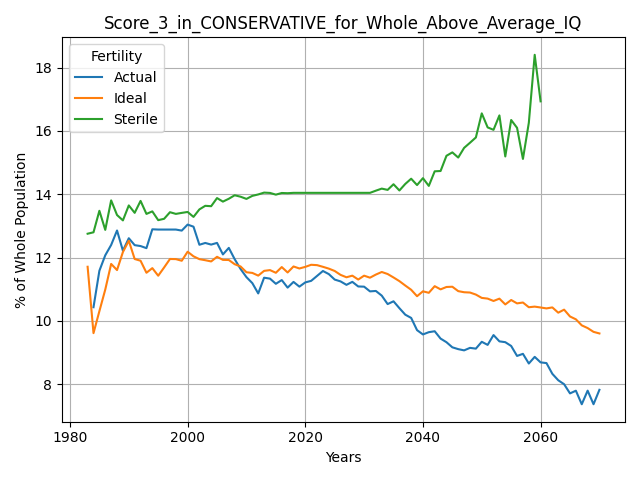 Score_3_in_CONSERVATIVE_for_Whole_Above_Average_IQ
Fertility
Actual
Ideal
Sterile
% of Whole Population
18
16
14
12
10
8
1980
2000
2020
2040
2060
Years